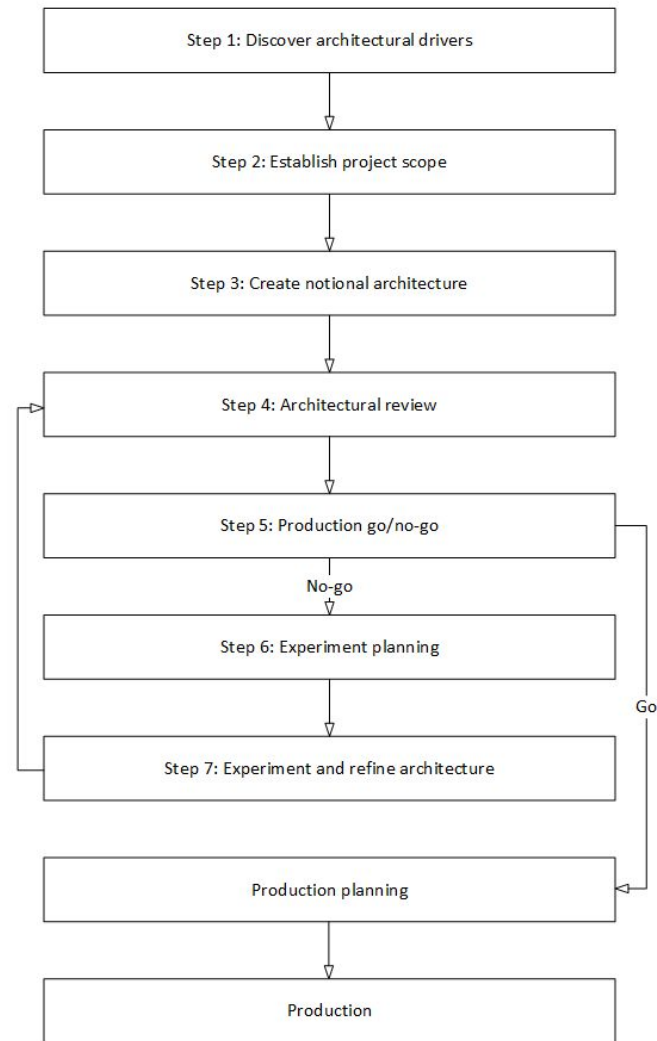 Step 1: Discover architectural drivers
Step 2: Establish project scope
Step 3: Create notional architecture
Step 4: Architectural review
Step 5: Production go/no-go
No-go
Step 6: Experiment planning
Go
Step 7: Experiment and refine architecture
Production planning
Production